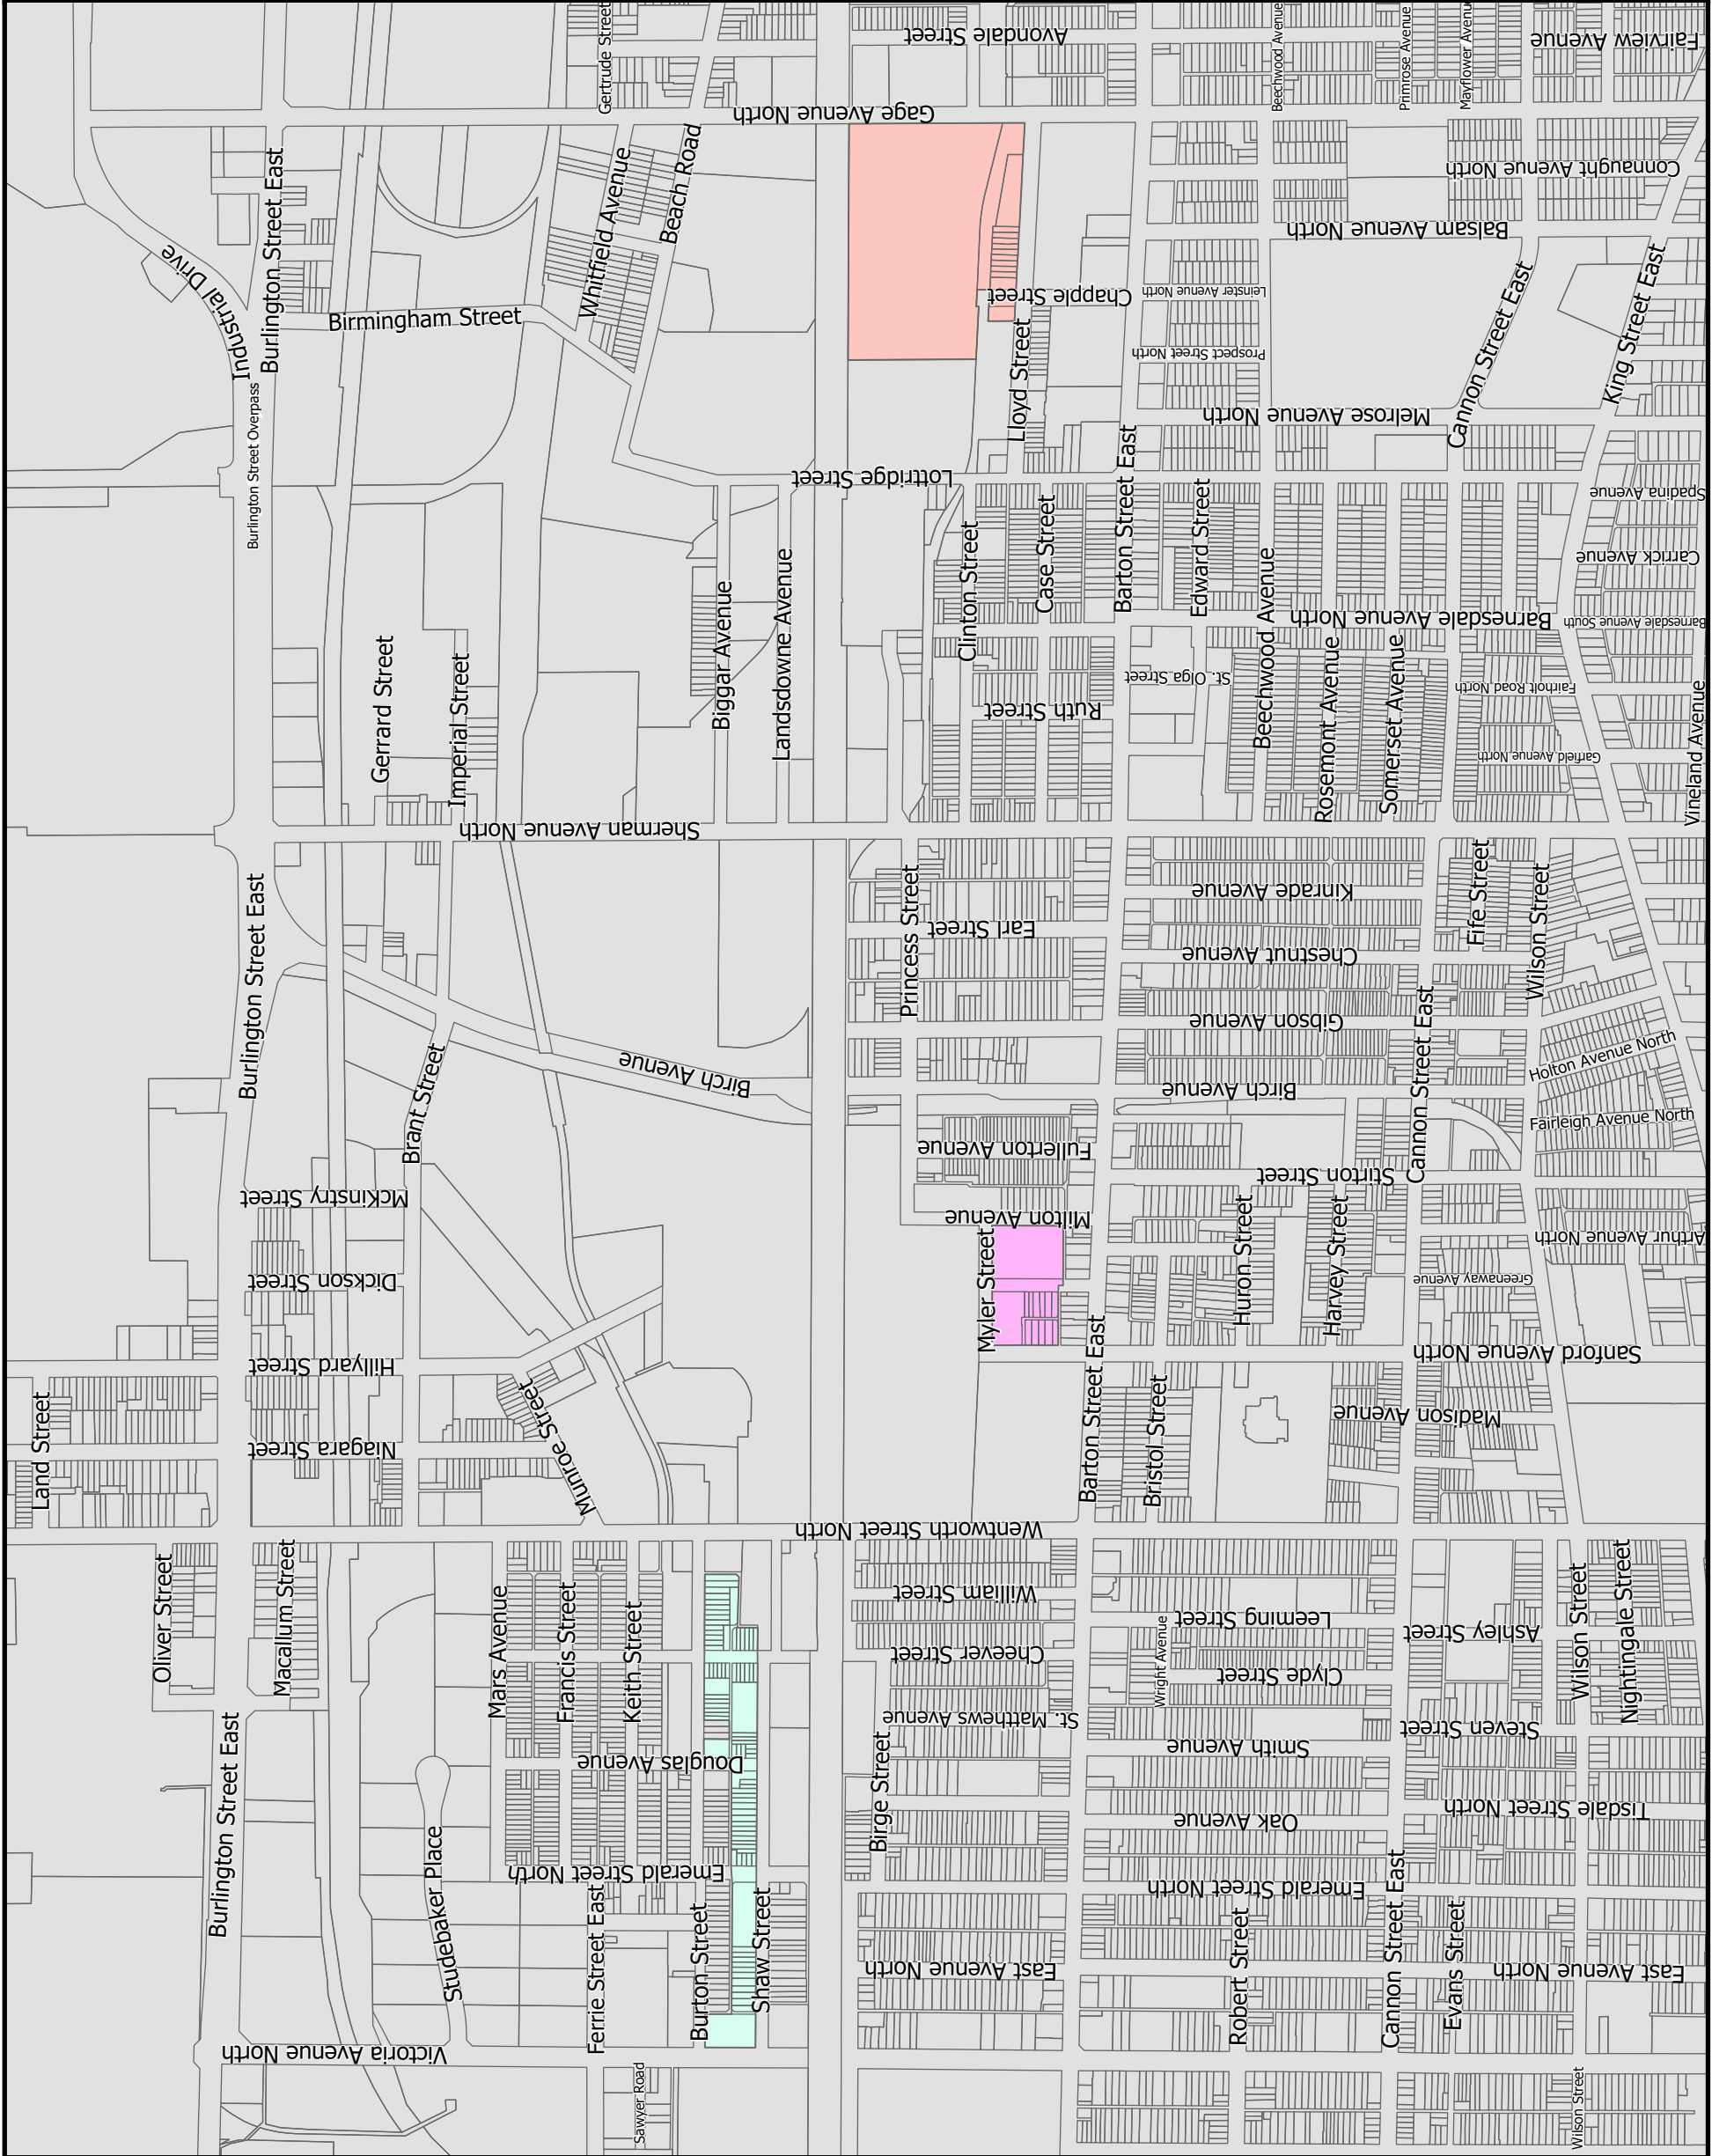 Gertrude Street
Avondale Street
Beechwood Avenue
Primrose Avenue
Mayflower Avenue
Fairview Avenue
Gage Avenue North
Connaught Avenue North
Burlington Street East
Whitfield Avenue
Beach Road
Balsam Avenue North
Industrial Drive
Birmingham Street
Chapple Street
Leinster Avenue North
Cannon Street East
King Street East
Lloyd Street
Prospect Street North
Melrose Avenue North
Burlington Street Overpass
Lottridge Street
Barton Street East
Spadina Avenue
Clinton Street
Case Street
Barton Street East
Edward Street
Carrick Avenue
Biggar Avenue
Landsdowne Avenue
Beechwood Avenue
Barnesdale Avenue North
Barnesdale Avenue South
Gerrard Street
Imperial Street
St. Olga Street
Rosemont Avenue
Somerset Avenue
Fairholt Road North
Ruth Street
Garfield Avenue North
Vineland Avenue
Sherman Avenue North
Princess Street
Kinrade Avenue
Fife Street
Wilson Street
Earl Street
Chestnut Avenue
Burlington Street East
Gibson Avenue
Cannon Street East
Holton Avenue North
Brant Street
Birch Avenue
Birch Avenue
Fairleigh Avenue North
Fullerton Avenue
Stirton Street
McKinstry Street
Milton Avenue
Huron Street
Harvey Street
Arthur Avenue North
Dickson Street
Myler Street
Greenaway Avenue
Hillyard Street
Barton Street East
Sanford Avenue North
Land Street
Niagara Street
Munroe Street
Bristol Street
Madison Avenue
Wentworth Street North
Oliver Street
Macallum Street
Mars Avenue
Francis Street
Keith Street
William Street
Leeming Street
Wright Avenue
Ashley Street
Wilson Street
Nightingale Street
Cheever Street
Clyde Street
St. Matthews Avenue
Steven Street
Burlington Street East
Douglas Avenue
Birge Street
Smith Avenue
Oak Avenue
Tisdale Street North
Studebaker Place
Emerald Street North
Emerald Street North
Cannon Street East
Ferrie Street East
Burton Street
Shaw Street
East Avenue North
Robert Street
Evans Street
East Avenue North
Victoria Avenue North
Sawyer Road
Wilson Street